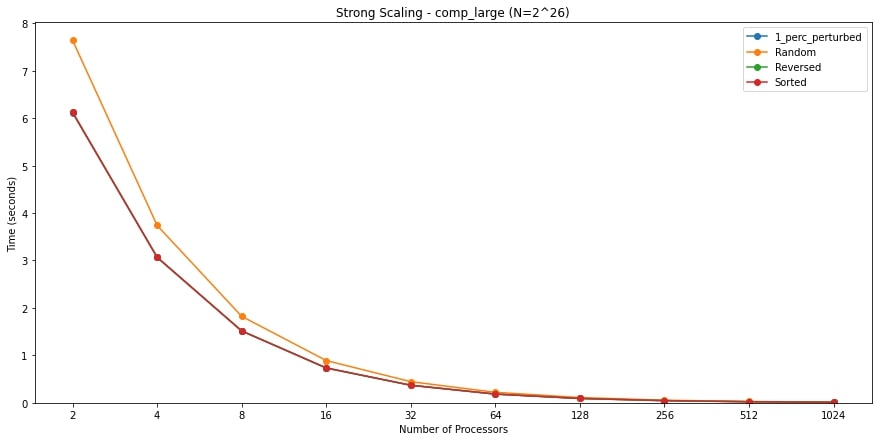 Strong Scaling - comp_large (N=2^26)
1_perc_perturbed
Random
Reversed
Sorted
Time (seconds)
8
7
6
5
4
3
2
1
0
2 4 8 16 32 64 128 256 512 1024
Number of Processors